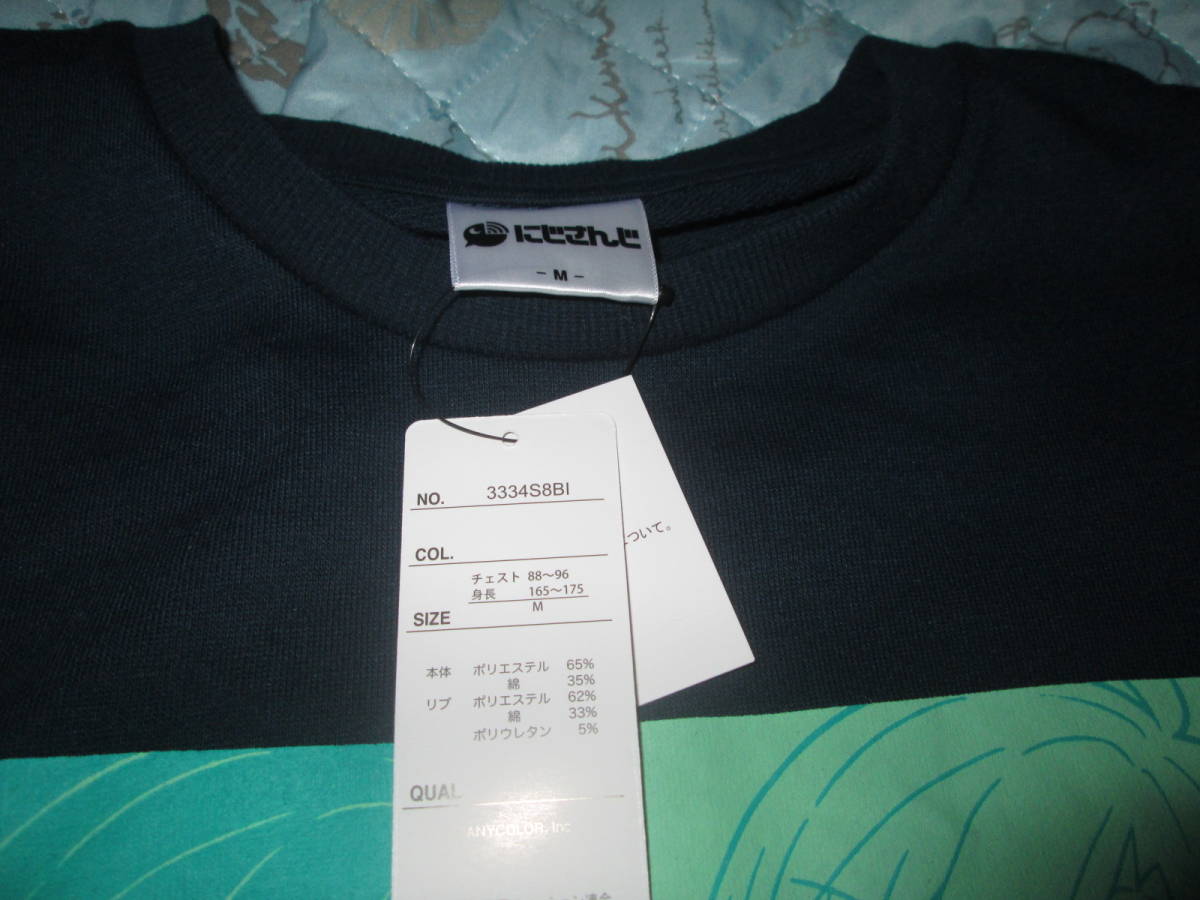 にじさんじ
- M -
NO. 3334S8BI
ついて。
COL.
チェスト 88～96
身長 165～175
SIZE M
本体 ポリエステル 65%
綿 35%
リブ ポリエステル 62%
綿 33%
ポリウレタン 5%
QUAL
ANYCOLOR, Inc